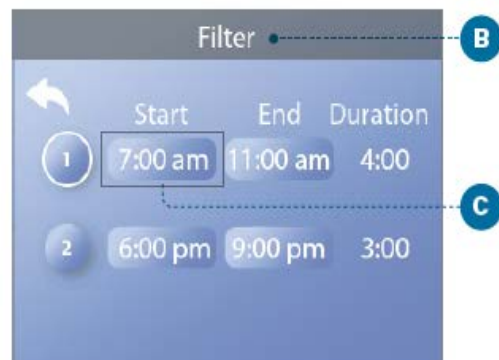 Filter
B
Start End Duration
1 7:00 am 11:00 am 4:00
C
2 6:00 pm 9:00 pm 3:00